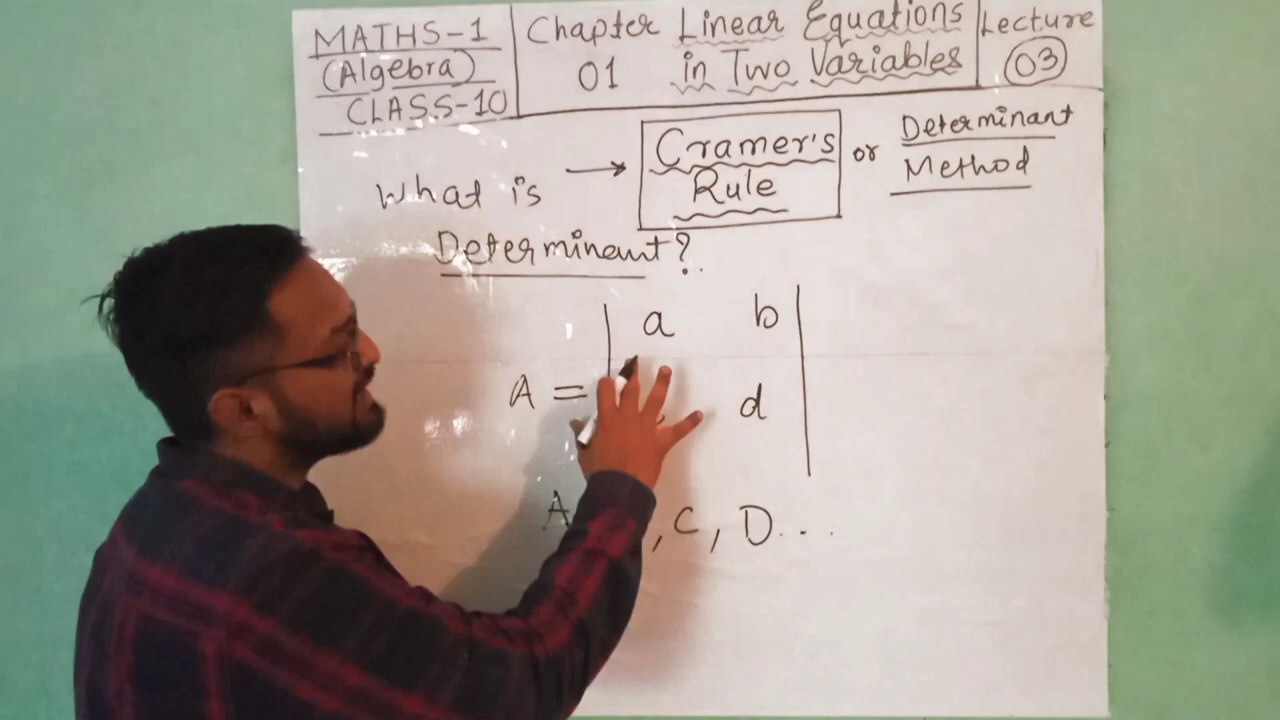 MATHS-1
(Algebra)
CLASS-10
Chapter
01
Linear Equations
in Two Variables
Lecture
03
What is → Cramer's
Rule
or Determinant
Method
Determinant?
a b
A = d
A , C, D...